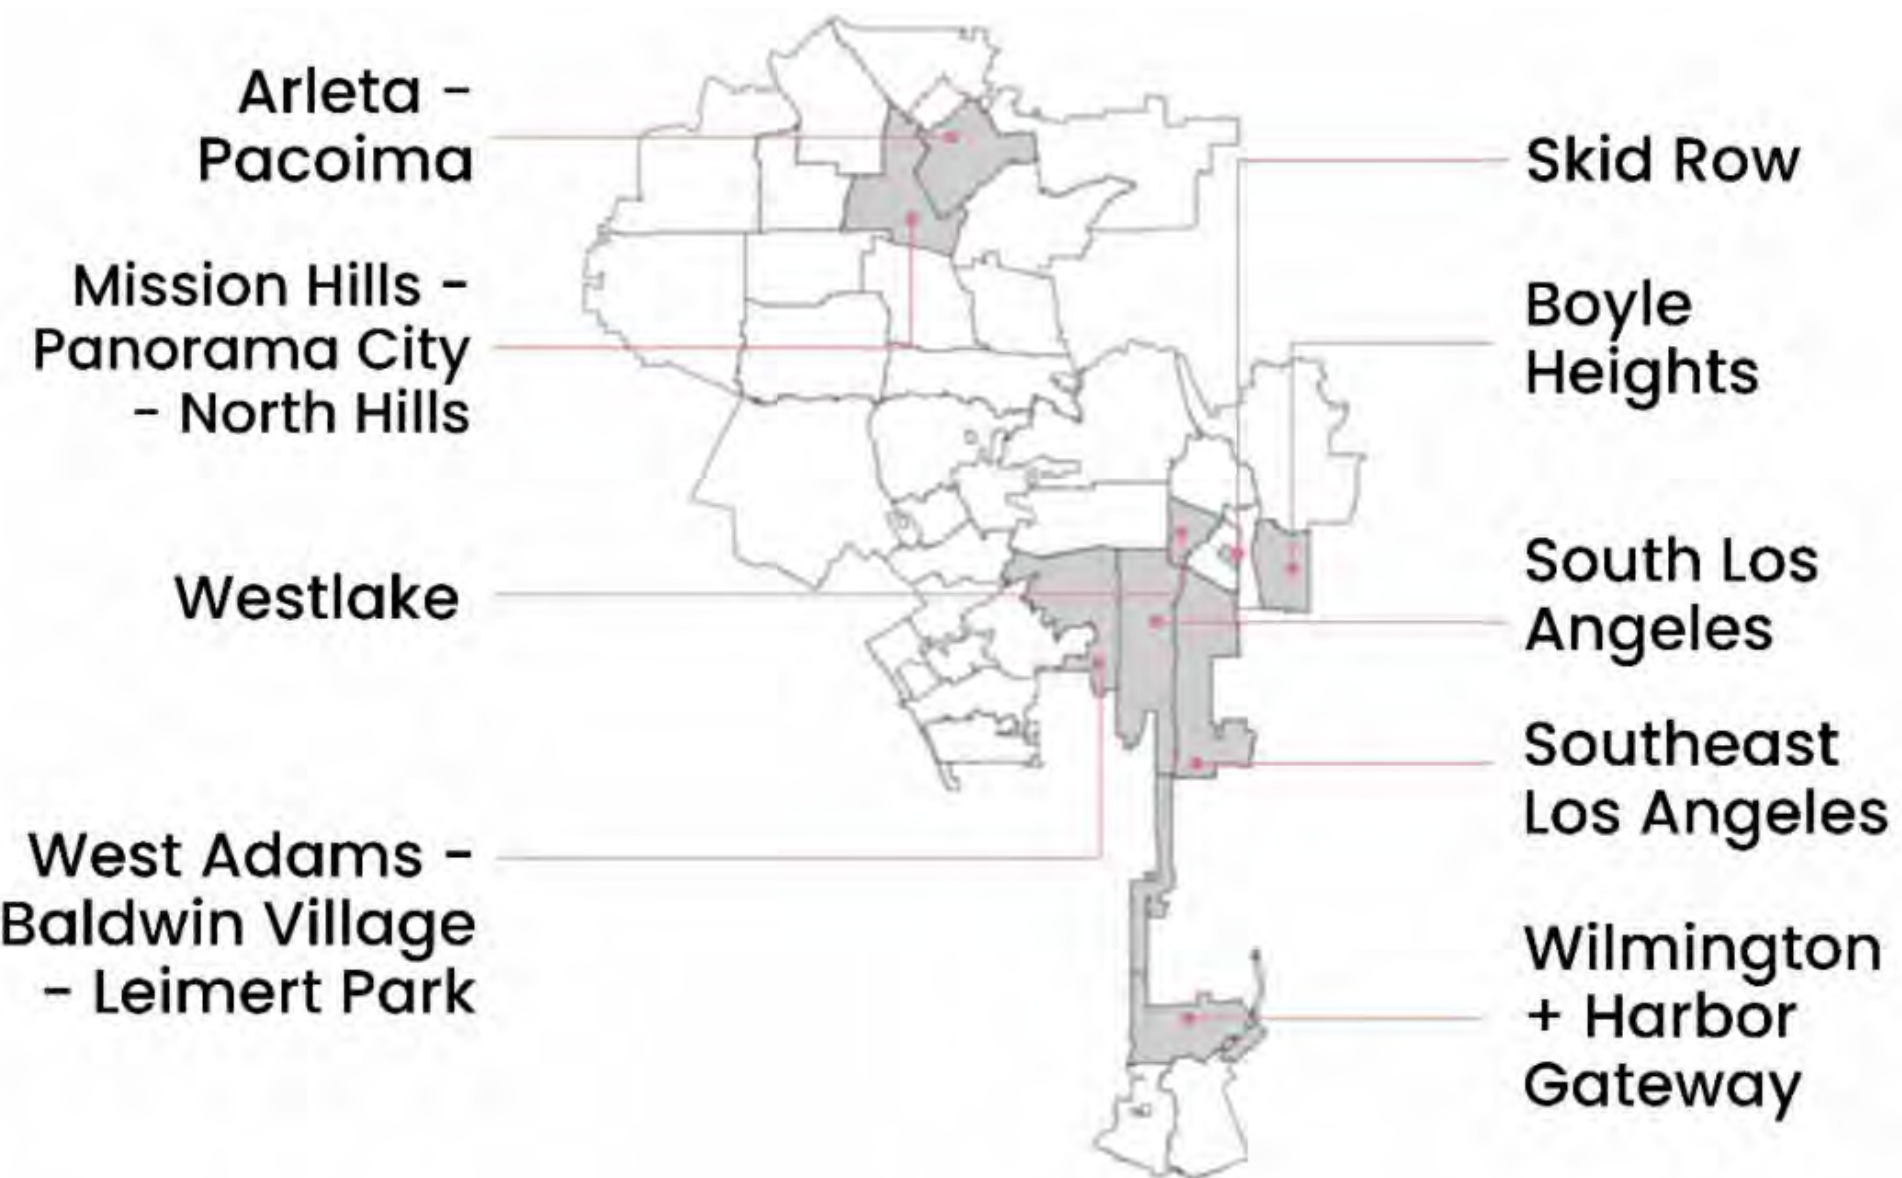 Arleta -
Pacoima
Mission Hills -
Panorama City
- North Hills
Westlake
West Adams -
Baldwin Village
- Leimert Park
Skid Row
Boyle
Heights
South Los
Angeles
Southeast
Los Angeles
Wilmington
+ Harbor
Gateway